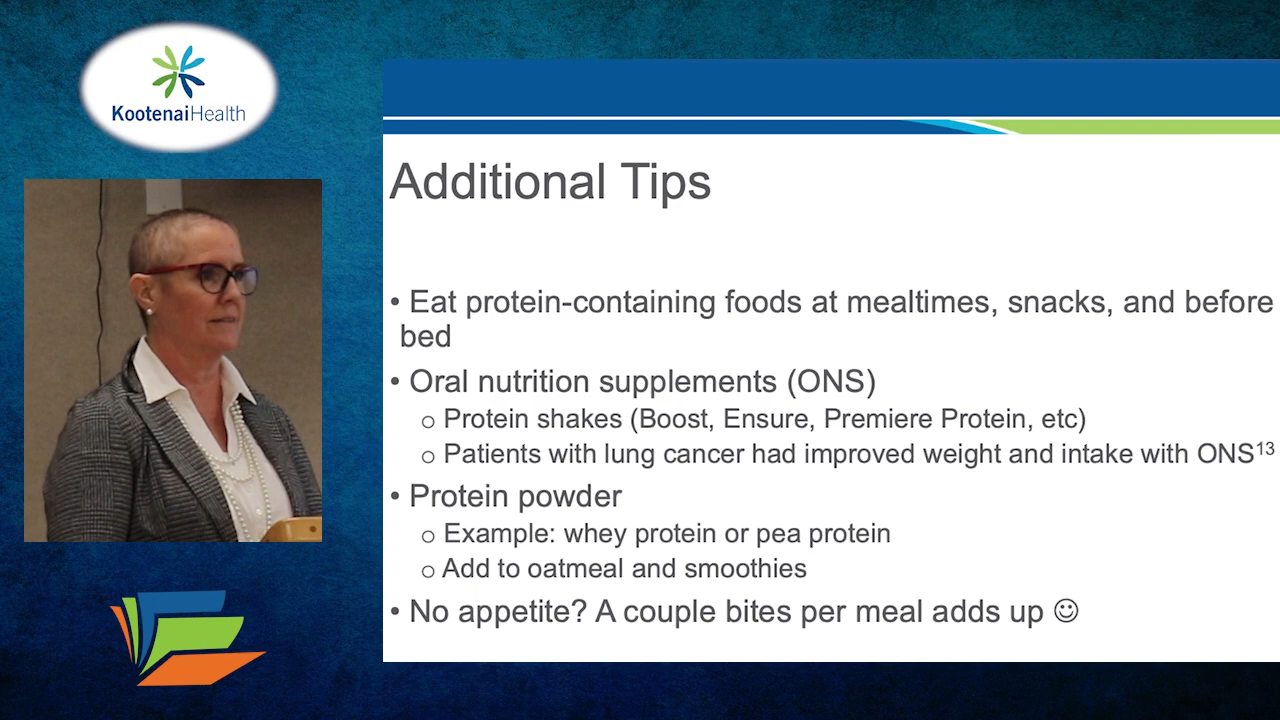 KootenaiHealth
Additional Tips
• Eat protein-containing foods at mealtimes, snacks, and before
bed
• Oral nutrition supplements (ONS)
o Protein shakes (Boost, Ensure, Premiere Protein, etc)
o Patients with lung cancer had improved weight and intake with ONS¹³
• Protein powder
o Example: whey protein or pea protein
o Add to oatmeal and smoothies
• No appetite? A couple bites per meal adds up ☺